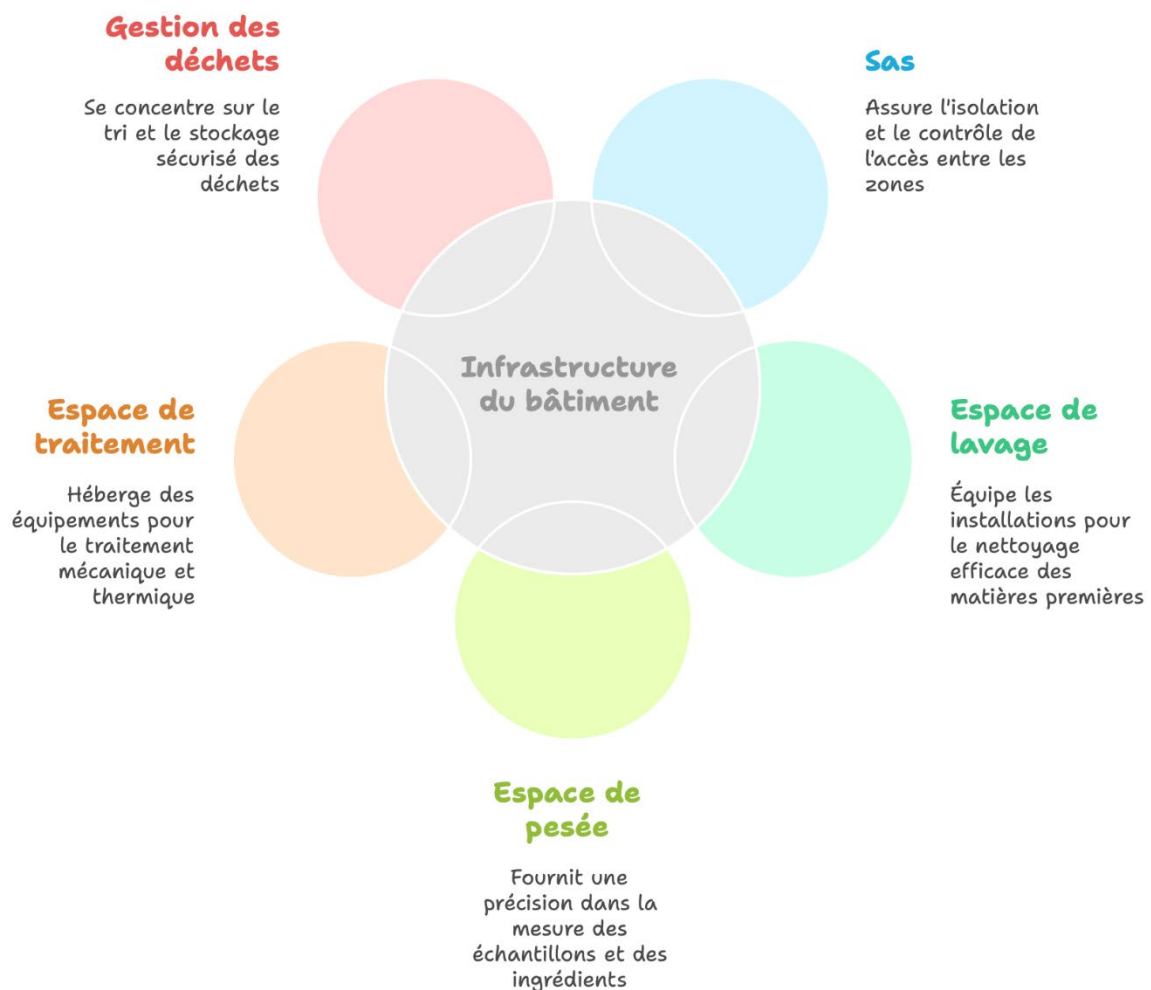 Gestion des
déchets
Se concentre sur le
tri et le stockage
sécurisé des
déchets
Sas
Assure l'isolation
et le contrôle de
l'accès entre les
zones
Infrastructure
du bâtiment
Espace de
traitement
Héberge des
équipements pour
le traitement
mécanique et
thermique
Espace de
lavage
Équipe les
installations pour
le nettoyage
efficace des
matières premières
Espace de
pesée
Fournit une
précision dans la
mesure des
échantillons et des
ingrédients